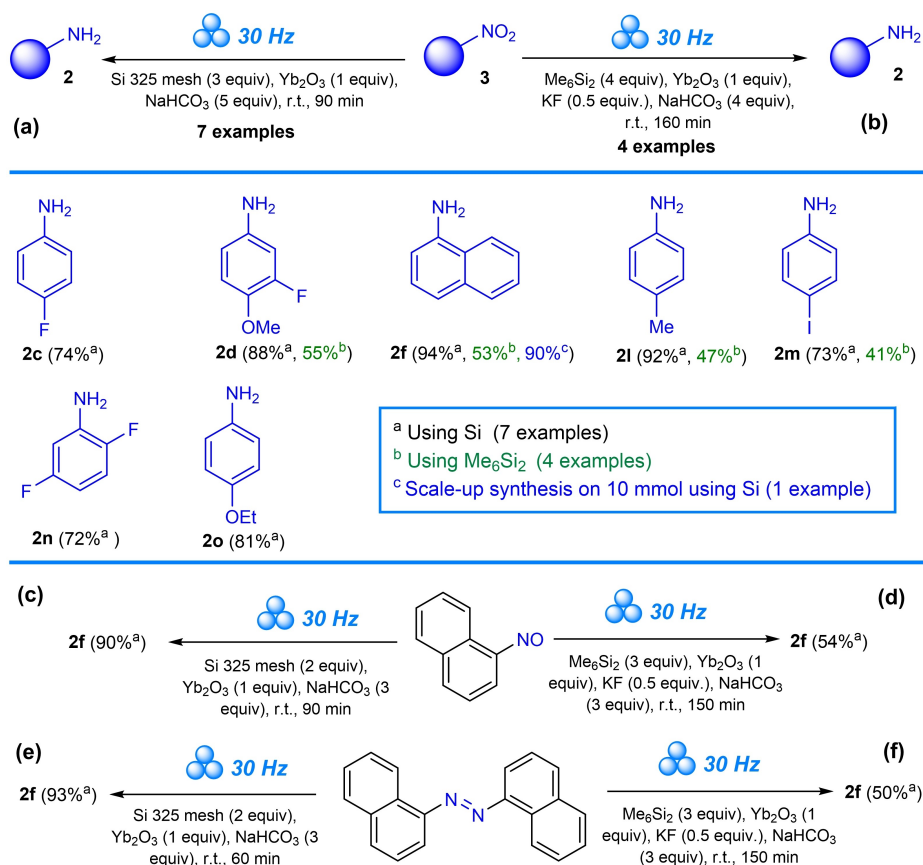 NH2
2
30 Hz
Si 325 mesh (3 equiv), Yb2O3 (1 equiv),
NaHCO3 (5 equiv), r.t., 90 min
7 examples
(a)
NO2
3
30 Hz
Me6Si2 (4 equiv), Yb2O3 (1 equiv),
KF (0.5 equiv.), NaHCO3 (4 equiv),
r.t., 160 min
4 examples
NH2
2
(b)
NH2
F
2c (74%a)
NH2
F
OMe
2d (88%a, 55%b)
NH2
2f (94%a, 53%b, 90%c)
NH2
Me
2l (92%a, 47%b)
NH2
I
2m (73%a, 41%b)
NH2
F
F
2n (72%a )
NH2
OEt
2o (81%a)
a Using Si (7 examples)
b Using Me6Si2 (4 examples)
c Scale-up synthesis on 10 mmol using Si (1 example)
(c)
2f (90%a)
30 Hz
Si 325 mesh (2 equiv),
Yb2O3 (1 equiv), NaHCO3 (3
equiv), r.t., 90 min
NO
30 Hz
Me6Si2 (3 equiv), Yb2O3 (1
equiv), KF (0.5 equiv.), NaHCO3
(3 equiv), r.t., 150 min
(d)
2f (54%a)
(e)
2f (93%a)
30 Hz
Si 325 mesh (2 equiv),
Yb2O3 (1 equiv), NaHCO3 (3
equiv), r.t., 60 min
N
N
30 Hz
Me6Si2 (3 equiv), Yb2O3 (1
equiv), KF (0.5 equiv.), NaHCO3
(3 equiv), r.t., 150 min
(f)
2f (50%a)